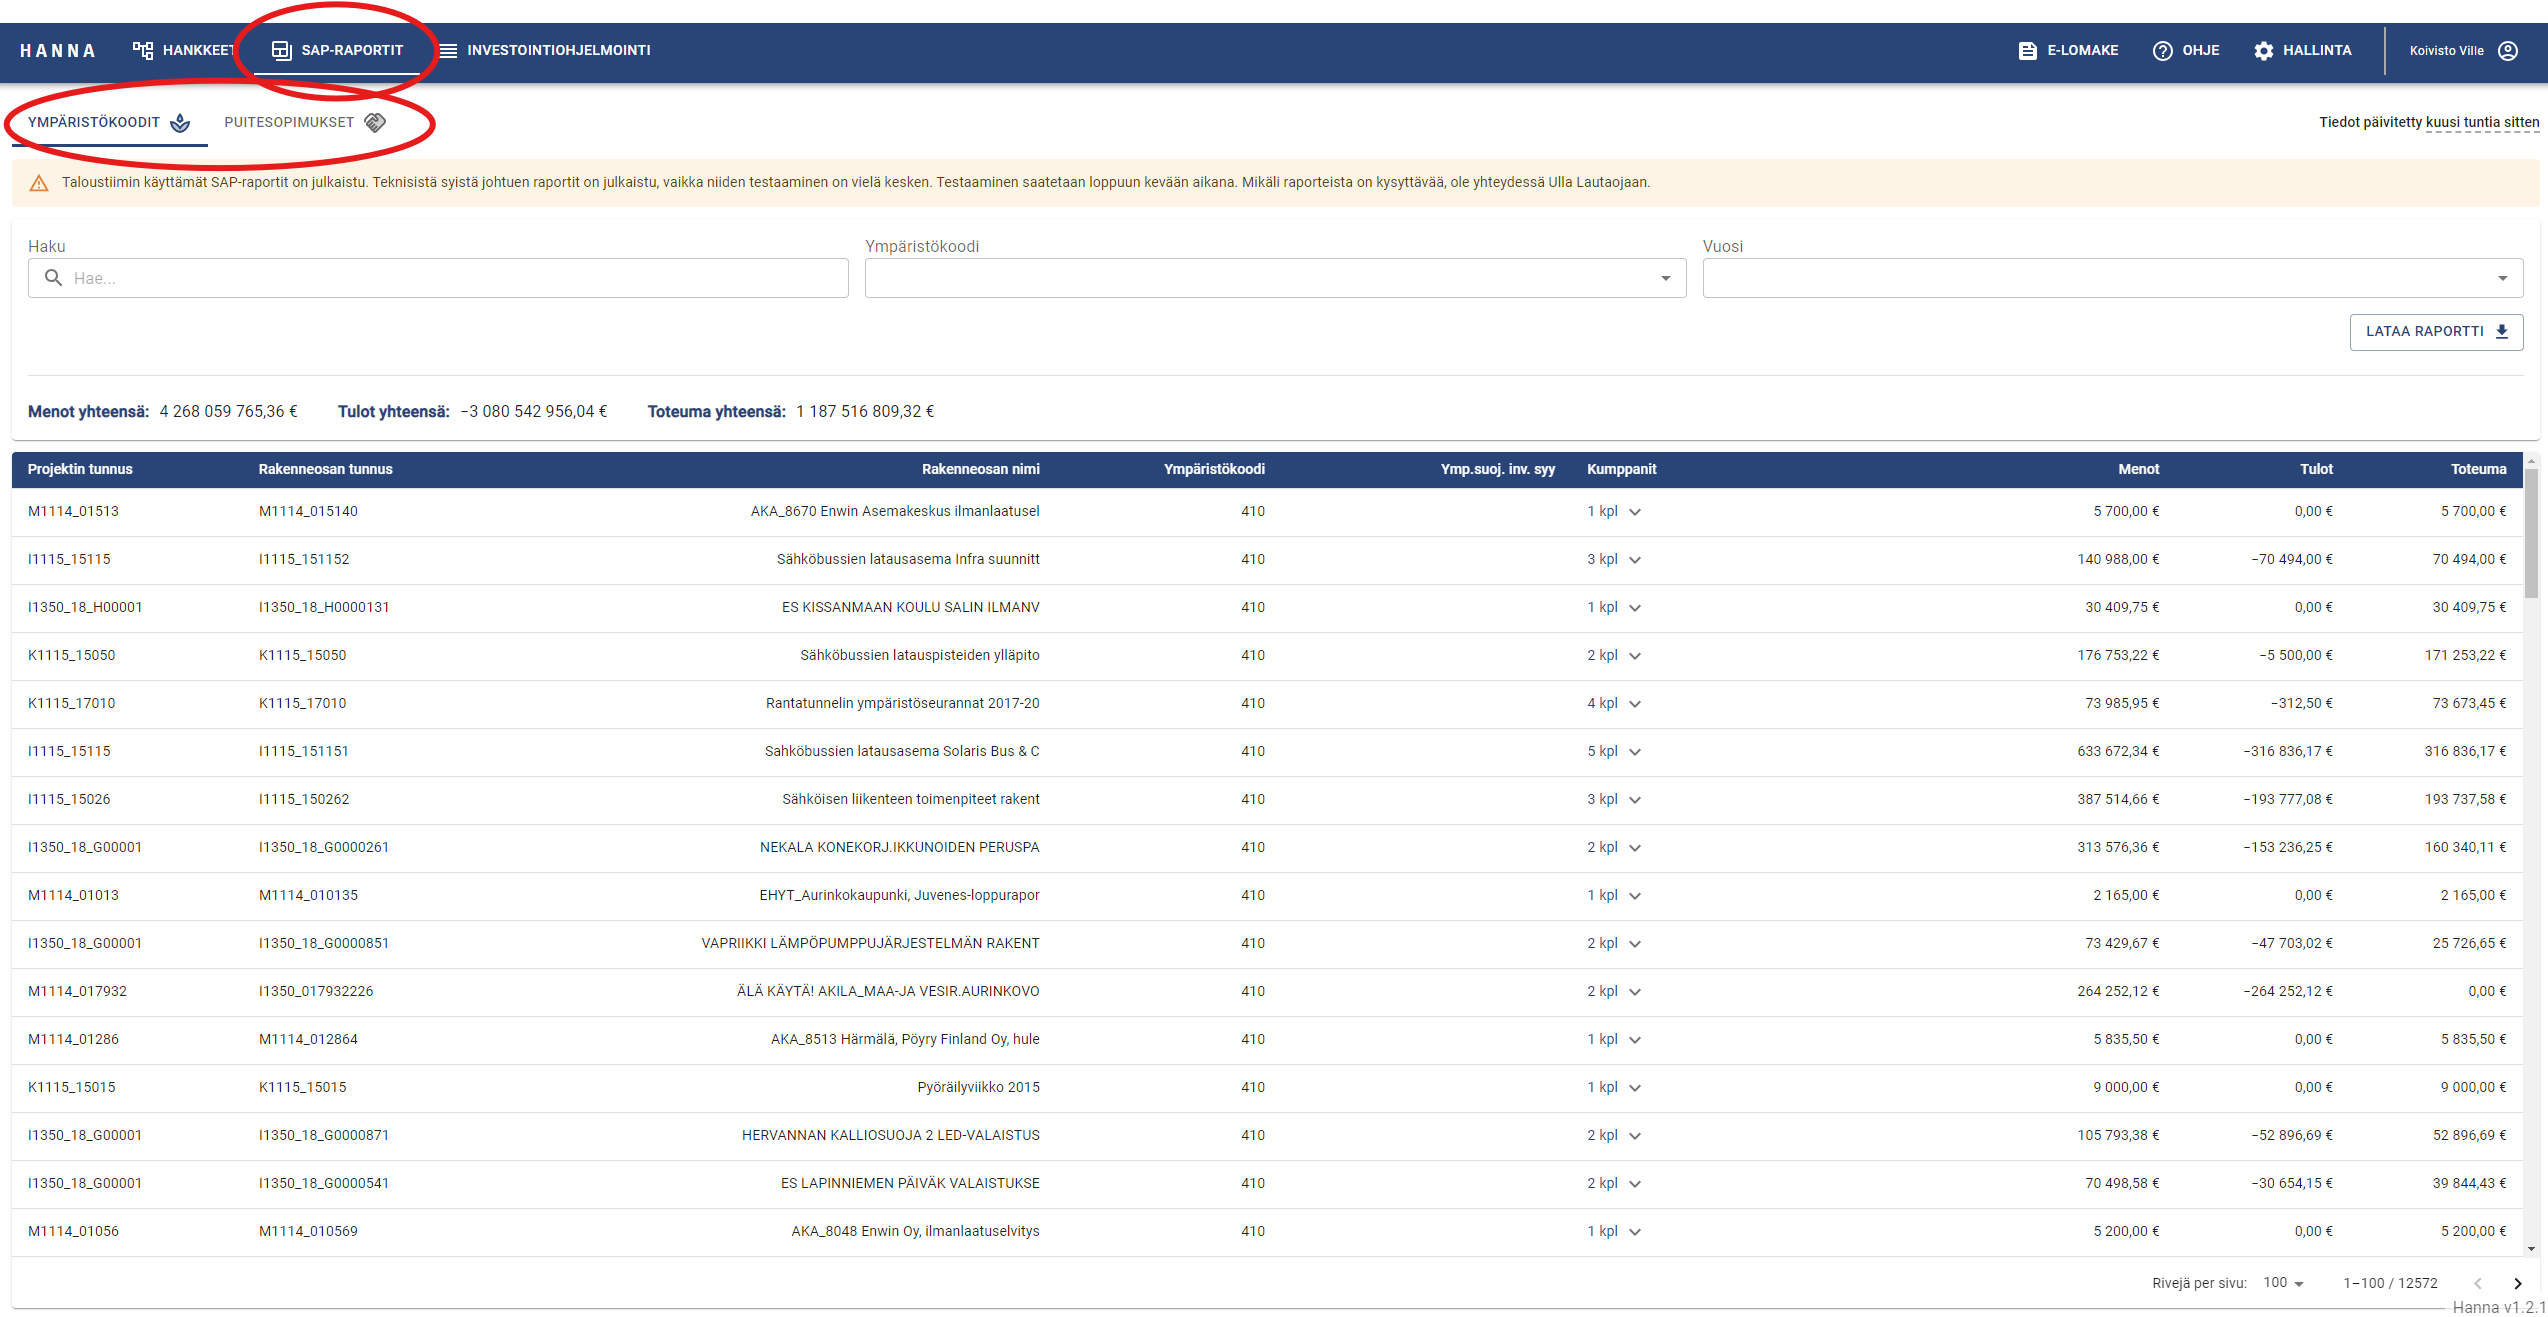 HANNA HANKKEET SAP-RAPORTIT INVESTOINTIOHJELMOINTI E-LOMAKE OHJE HALLINTA Koivisto Ville
YMPÄRISTÖKOODIT PUITESOPIMUKSET Tiedot päivitetty kuusi tuntia sitten
Taloustiimin käyttämät SAP-raportit on julkaistu. Teknisistä syistä johtuen raportit on julkaistu, vaikka niiden testaaminen on vielä kesken. Testaaminen saatetaan loppuun kevään aikana. Mikäli raporteista on kysyttävää, ole yhteydessä Ulla Lautaojaan.
Haku Ympäristökoodi Vuosi
Hae...
LATAA RAPORTTI
Menot yhteensä: 4 268 059 765,36 € Tulot yhteensä: −3 080 542 956,04 € Toteuma yhteensä: 1 187 516 809,32 €
Projektin tunnus Rakenneosan tunnus Rakenneosan nimi Ympäristökoodi Ymp.suoj. inv. syy Kumppanit Menot Tulot Toteuma
M1114_01513 M1114_015140 AKA_8670 Enwin Asemakeskus ilmanlaatusel 410 1 kpl 5 700,00 € 0,00 € 5 700,00 €
I1115_15115 I1115_151152 Sähköbussien latausasema Infra suunnitt 410 3 kpl 140 988,00 € −70 494,00 € 70 494,00 €
I1350_18_H00001 I1350_18_H0000131 ES KISSANMAAN KOULU SALIN ILMANV 410 1 kpl 30 409,75 € 0,00 € 30 409,75 €
K1115_15050 K1115_15050 Sähköbussien latauspisteiden ylläpito 410 2 kpl 176 753,22 € −5 500,00 € 171 253,22 €
K1115_17010 K1115_17010 Rantatunnelin ympäristöseurannat 2017-20 410 4 kpl 73 985,95 € −312,50 € 73 673,45 €
I1115_15115 I1115_151151 Sahköbussien latausasema Solaris Bus & C 410 5 kpl 633 672,34 € −316 836,17 € 316 836,17 €
I1115_15026 I1115_150262 Sähköisen liikenteen toimenpiteet rakent 410 3 kpl 387 514,66 € −193 777,08 € 193 737,58 €
I1350_18_G00001 I1350_18_G0000261 NEKALA KONEKORJ.IKKUNOIDEN PERUSPA 410 2 kpl 313 576,36 € −153 236,25 € 160 340,11 €
M1114_01013 M1114_010135 EHYT_Aurinkokaupunki, Juvenes-loppurapor 410 1 kpl 2 165,00 € 0,00 € 2 165,00 €
I1350_18_G00001 I1350_18_G0000851 VAPRIIKKI LÄMPÖPUMPPUJÄRJESTELMÄN RAKENT 410 2 kpl 73 429,67 € −47 703,02 € 25 726,65 €
M1114_017932 I1350_017932226 ÄLÄ KÄYTÄ! AKILA_MAA-JA VESIR.AURINKOVO 410 2 kpl 264 252,12 € −264 252,12 € 0,00 €
M1114_01286 M1114_012864 AKA_8513 Härmälä, Pöyry Finland Oy, hule 410 1 kpl 5 835,50 € 0,00 € 5 835,50 €
K1115_15015 K1115_15015 Pyöräilyviikko 2015 410 1 kpl 9 000,00 € 0,00 € 9 000,00 €
I1350_18_G00001 I1350_18_G0000871 HERVANNAN KALLIOSUOJA 2 LED-VALAISTUS 410 2 kpl 105 793,38 € −52 896,69 € 52 896,69 €
I1350_18_G00001 I1350_18_G0000541 ES LAPINNIEMEN PÄIVÄK VALAISTUKSE 410 2 kpl 70 498,58 € −30 654,15 € 39 844,43 €
M1114_01056 M1114_010569 AKA_8048 Enwin Oy, ilmanlaatuselvitys 410 1 kpl 5 200,00 € 0,00 € 5 200,00 €
Rivejä per sivu: 100 1–100 / 12572
Hanna v1.2.1